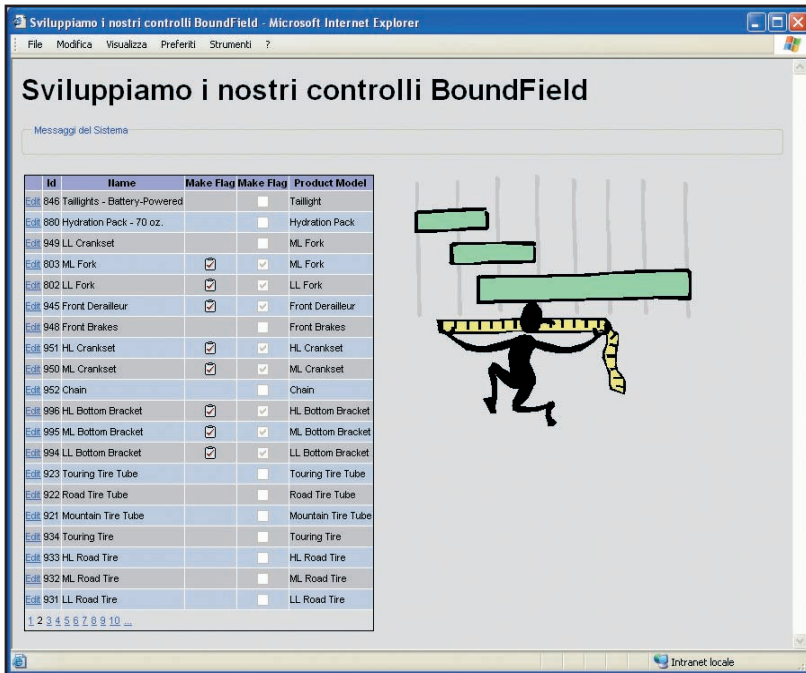 Sviluppiamo i nostri controlli BoundField - Microsoft Internet Explorer
File Modifica Visualizza Preferiti Strumenti ?
Sviluppiamo i nostri controlli BoundField
Messaggi del Sistema
Id Name Make Flag Make Flag Product Model
Edit 846 Taillights - Battery-Powered Taillight
Edit 880 Hydration Pack - 70 oz. Hydration Pack
Edit 949 LL Crankset ML Fork
Edit 803 ML Fork ML Fork
Edit 802 LL Fork LL Fork
Edit 945 Front Derailleur Front Derailleur
Edit 948 Front Brakes Front Brakes
Edit 951 HL Crankset HL Crankset
Edit 950 ML Crankset ML Crankset
Edit 952 Chain Chain
Edit 996 HL Bottom Bracket HL Bottom Bracket
Edit 995 ML Bottom Bracket ML Bottom Bracket
Edit 994 LL Bottom Bracket LL Bottom Bracket
Edit 923 Touring Tire Tube Touring Tire Tube
Edit 922 Road Tire Tube Road Tire Tube
Edit 921 Mountain Tire Tube Mountain Tire Tube
Edit 934 Touring Tire Touring Tire
Edit 933 HL Road Tire HL Road Tire
Edit 932 ML Road Tire ML Road Tire
Edit 931 LL Road Tire LL Road Tire
1 2 3 4 5 6 7 8 9 10 ...
Intranet locale